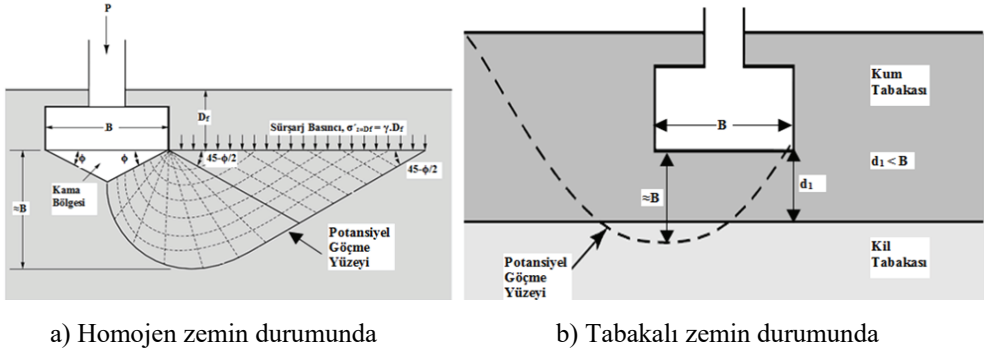 P
B
D_f
Sürşarj Basıncı, σ'_{z=Df} = γ.D_f
ϕ
ϕ
45-ϕ/2
45-ϕ/2
Kama
Bölgesi
≈B
Potansiyel
Göçme
Yüzeyi
a) Homojen zemin durumunda
Kum
Tabakası
B
d₁ < B
≈B
d₁
Potansiyel
Göçme
Yüzeyi
Kil
Tabakası
b) Tabakalı zemin durumunda